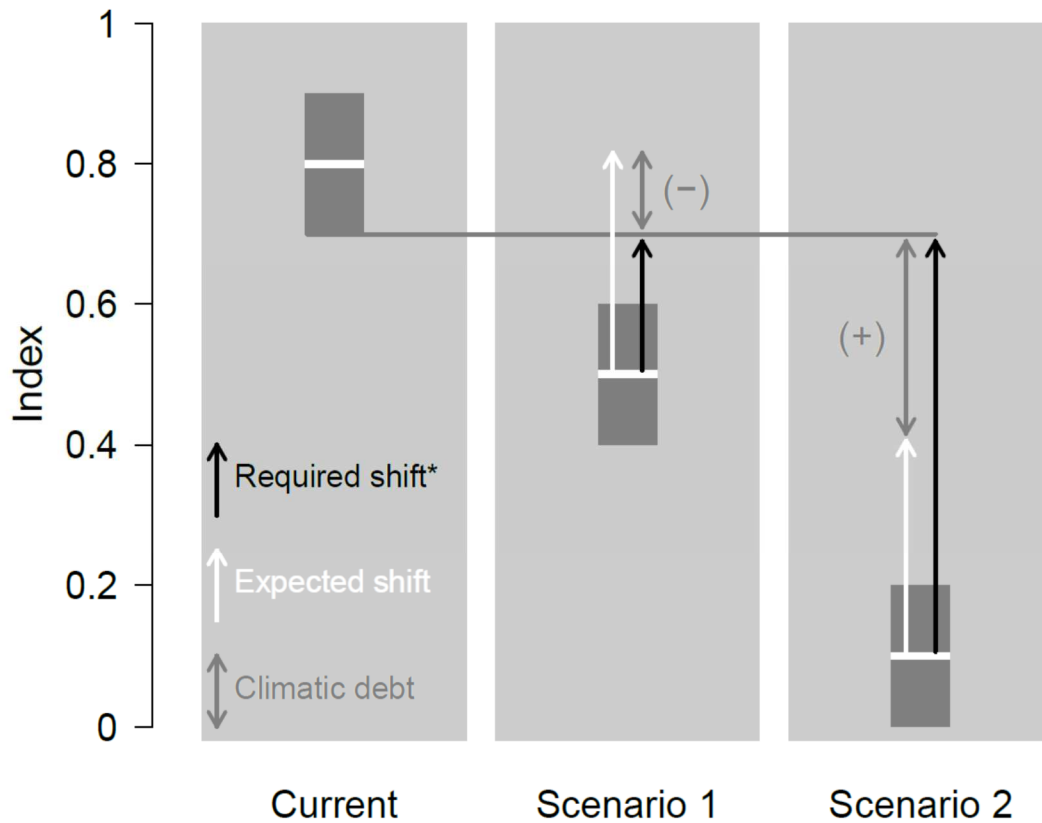 1
0.8
0.6
0.4
0.2
0
Index
(−)
(+)
Required shift*
Expected shift
Climatic debt
Current
Scenario 1
Scenario 2